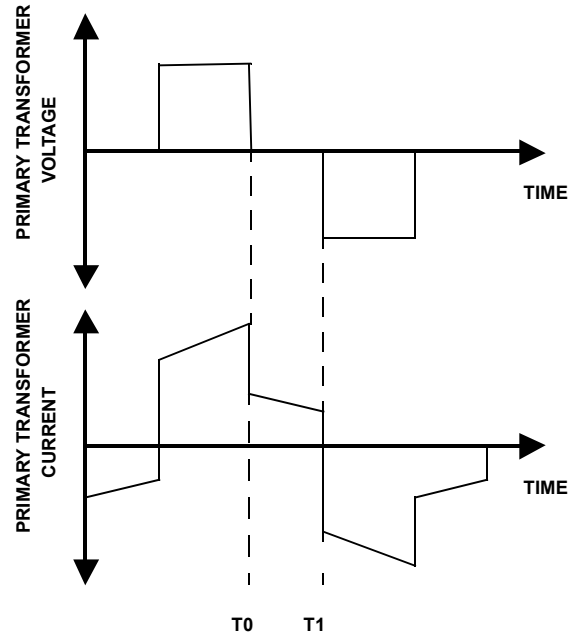 PRIMARY TRANSFORMER
VOLTAGE
TIME
PRIMARY TRANSFORMER
CURRENT
TIME
T0 T1